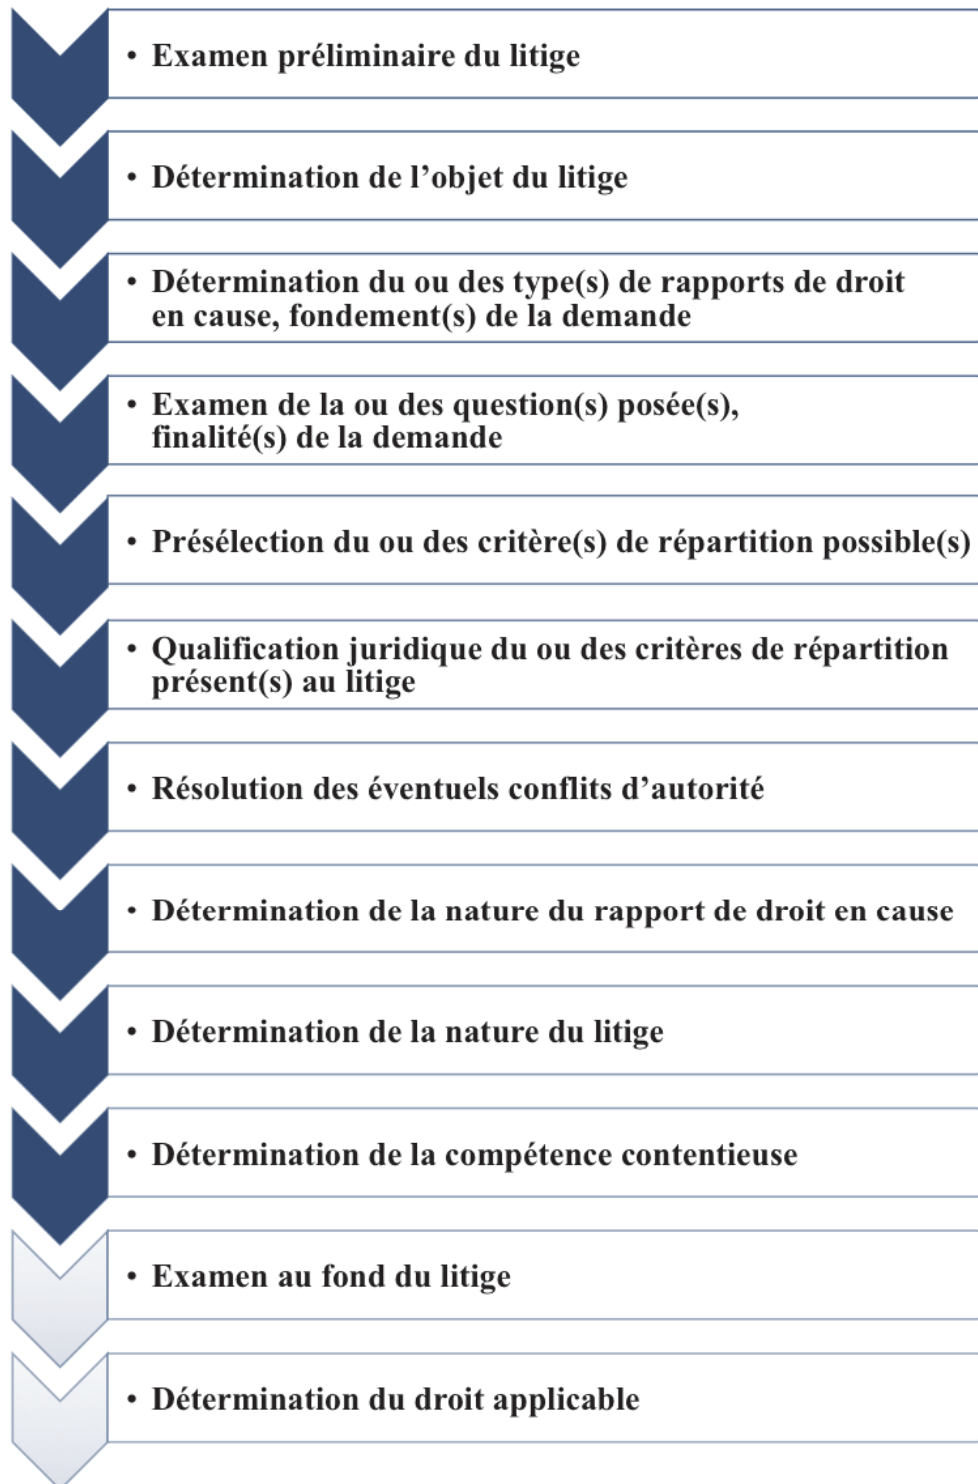 • Examen préliminaire du litige
• Détermination de l’objet du litige
• Détermination du ou des type(s) de rapports de droit
en cause, fondement(s) de la demande
• Examen de la ou des question(s) posée(s),
finalité(s) de la demande
• Présélection du ou des critère(s) de répartition possible(s)
• Qualification juridique du ou des critères de répartition
présent(s) au litige
• Résolution des éventuels conflits d’autorité
• Détermination de la nature du rapport de droit en cause
• Détermination de la nature du litige
• Détermination de la compétence contentieuse
• Examen au fond du litige
• Détermination du droit applicable